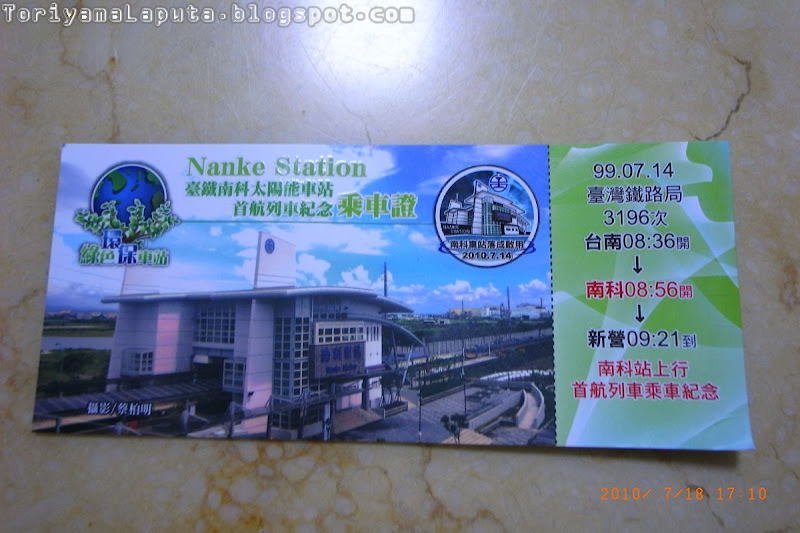 ToriyamaLaputa.blogspot.com
Nanke Station
臺鐵南科太陽能車站
首航列車紀念 乘車證
環保
綠色車站
NANKE STATION
南科車站落成啟用
2010.7.14
攝影/蔡柏明
99.07.14
臺灣鐵路局
3196次
台南08:36開
↓
南科08:56開
↓
新營09:21到
南科站上行
首航列車乘車紀念
2010/ 7/18 17:10